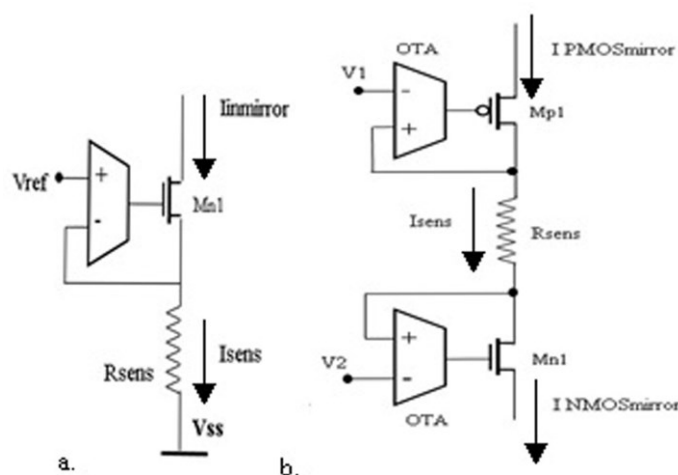 Iinmirror
Vref
+
-
Mn1
Rsens
Isens
Vss
a.
OTA
I PMOSmirror
V1
-
+
Mp1
Isens
Rsens
+
-
V2
Mn1
OTA
I NMOSmirror
b.